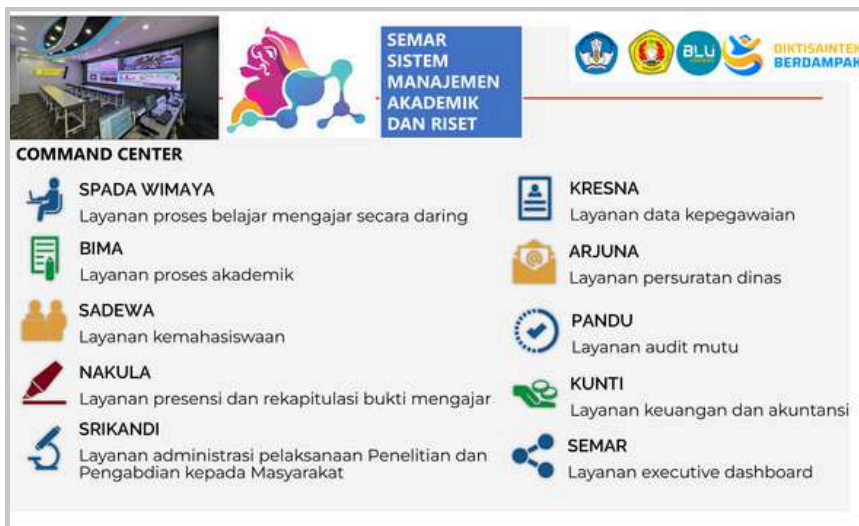 SEMAR
SISTEM
MANAJEMEN
AKADEMIK
DAN RISET
BLU
DIKTISAINTEK
BERDAMPAK
COMMAND CENTER
SPADA WIMAYA
Layanan proses belajar mengajar secara daring
BIMA
Layanan proses akademik
SADEWA
Layanan kemahasiswaan
NAKULA
Layanan presensi dan rekapitulasi bukti mengajar
SRIKANDI
Layanan administrasi pelaksanaan Penelitian dan
Pengabdian kepada Masyarakat
KRESNA
Layanan data kepegawaian
ARJUNA
Layanan persuratan dinas
PANDU
Layanan audit mutu
KUNTI
Layanan keuangan dan akuntansi
SEMAR
Layanan executive dashboard